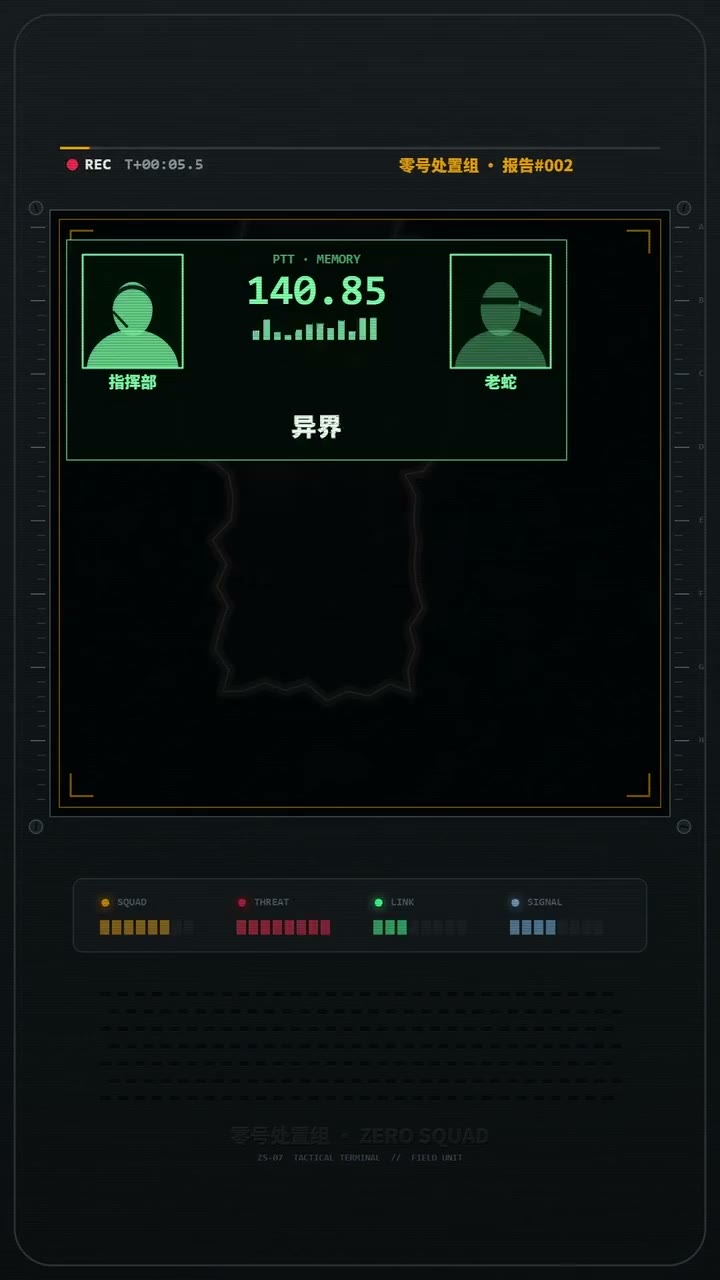 REC T+00:05.5 零号处置组 · 报告#002
PTT · MEMORY
140.85
指挥部 老蛇
异界
A
B
C
D
E
F
G
H
SQUAD THREAT LINK SIGNAL
零号处置组 · ZERO SQUAD
ZS-07 TACTICAL TERMINAL // FIELD UNIT